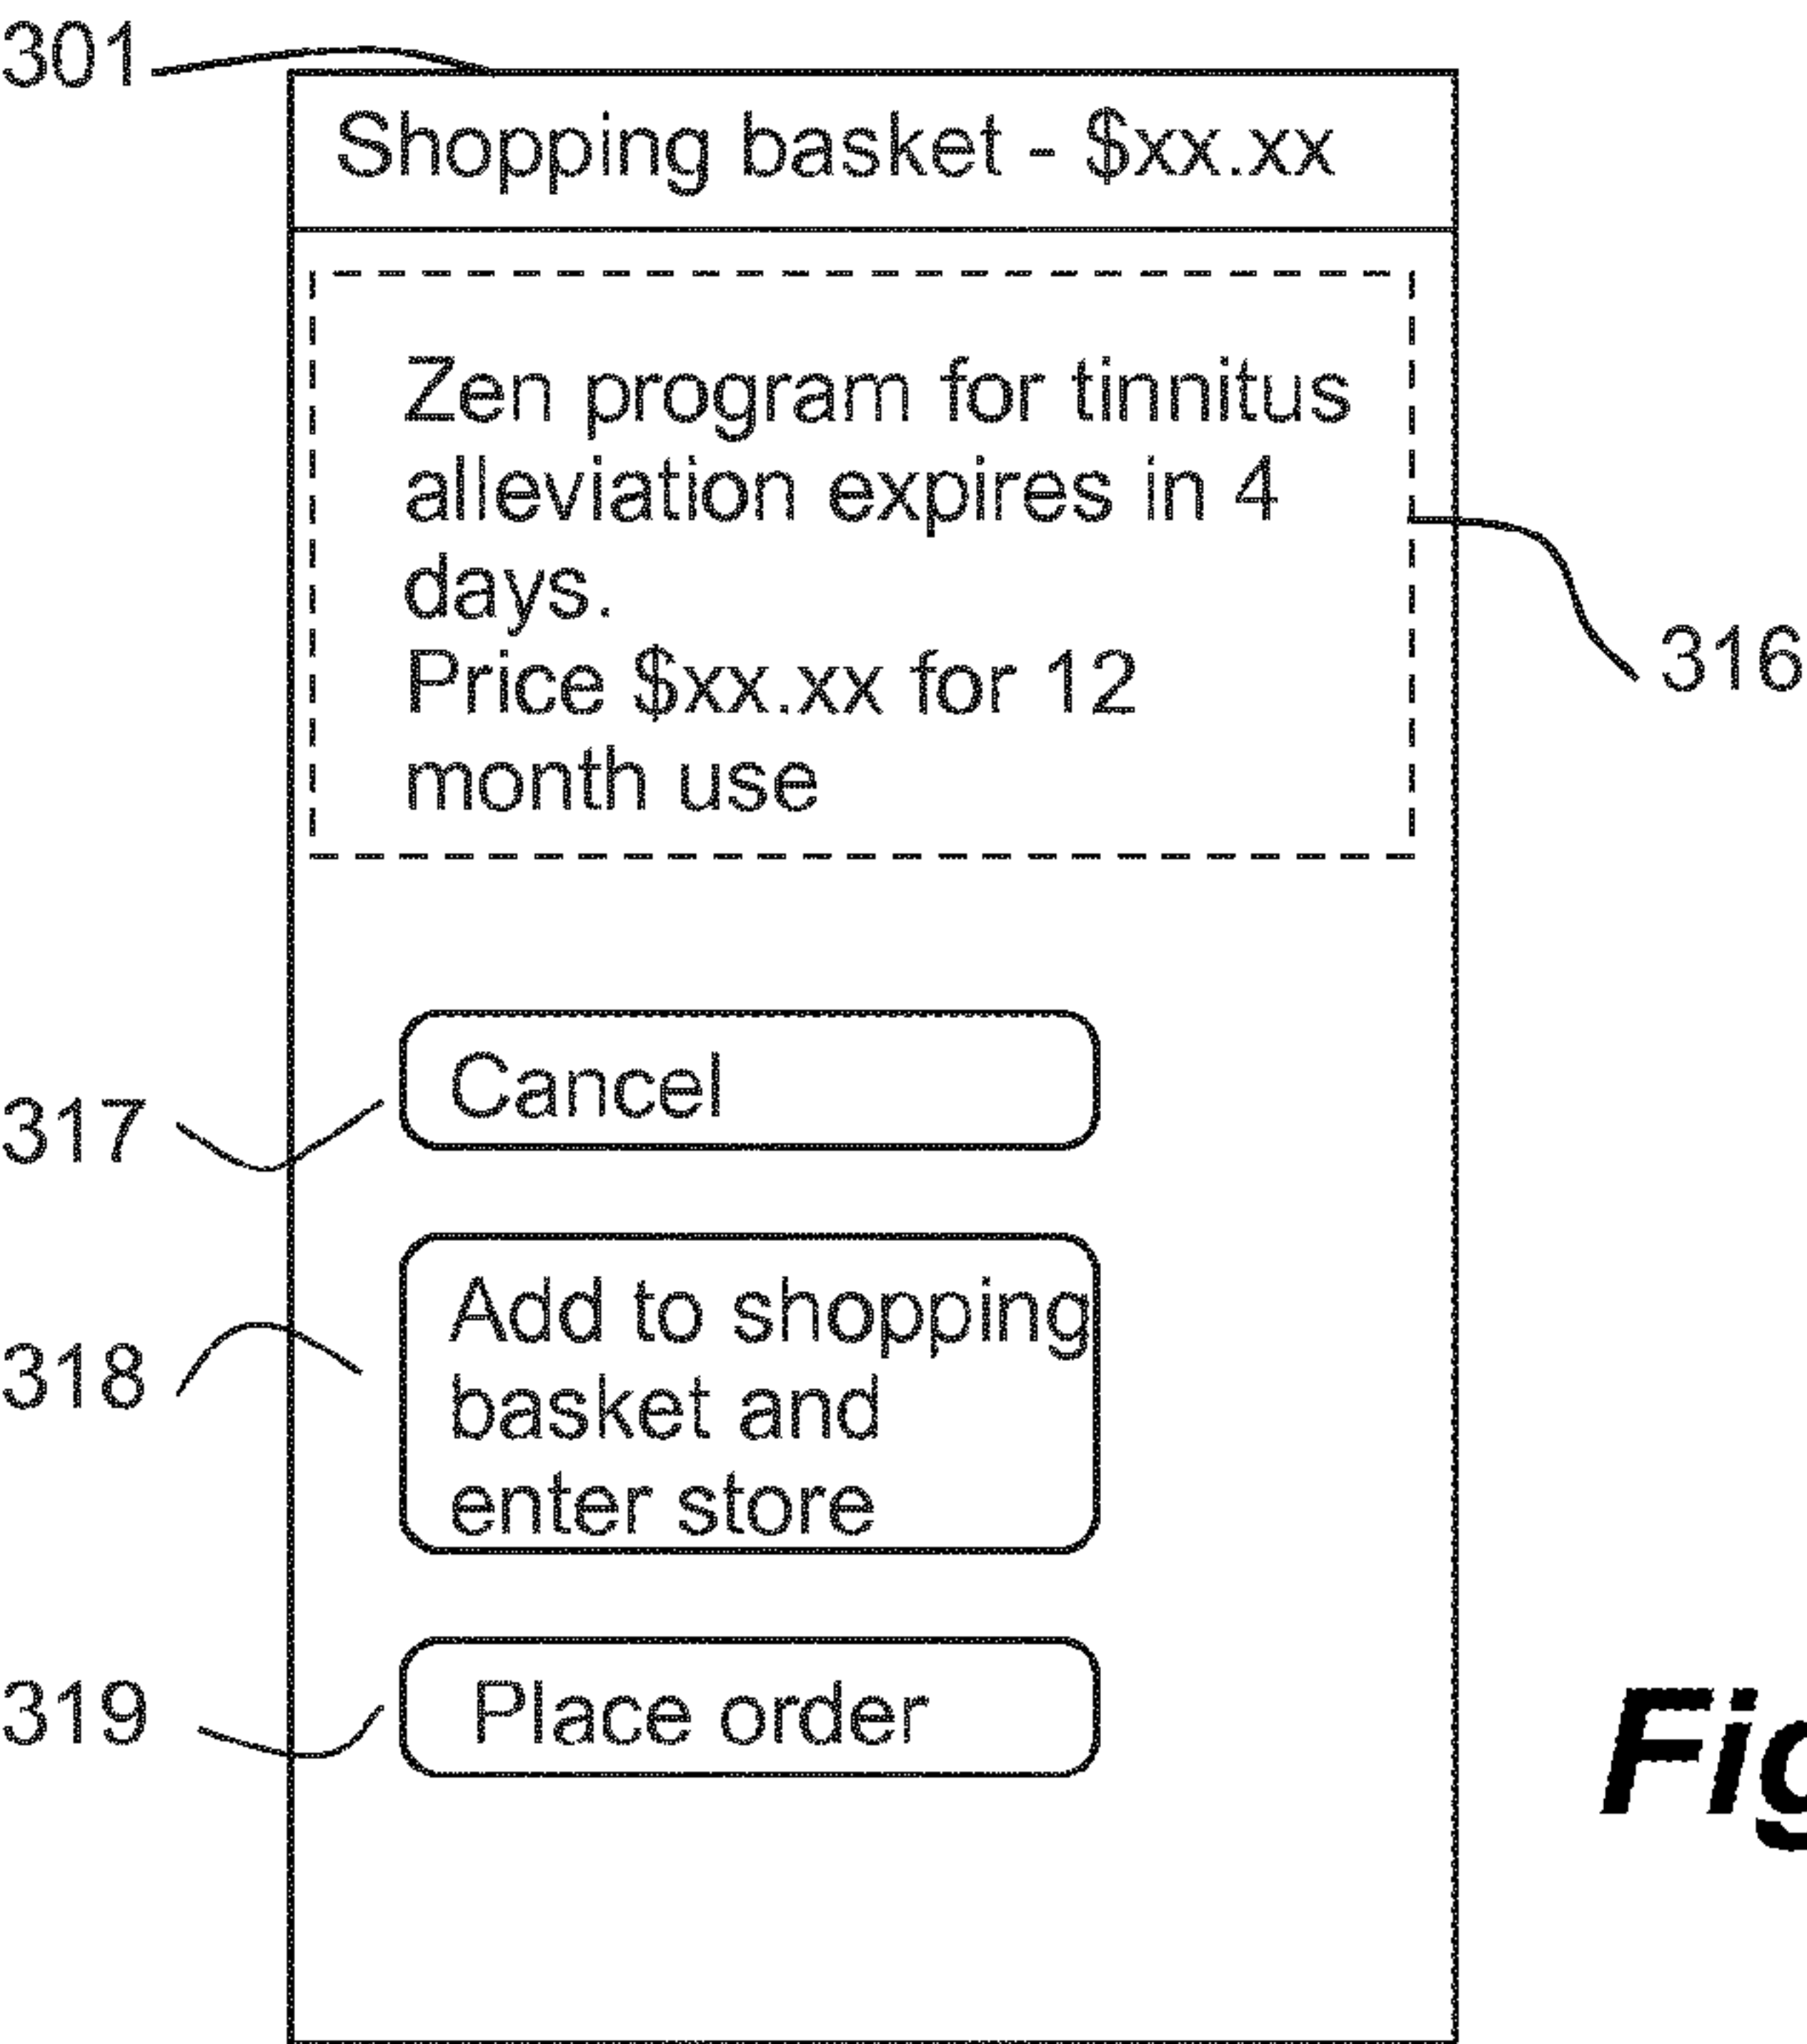 301
Shopping basket - $xx.xx
Zen program for tinnitus
alleviation expires in 4
days.
Price $xx.xx for 12
month use
316
317
Cancel
318
Add to shopping
basket and
enter store
319
Place order